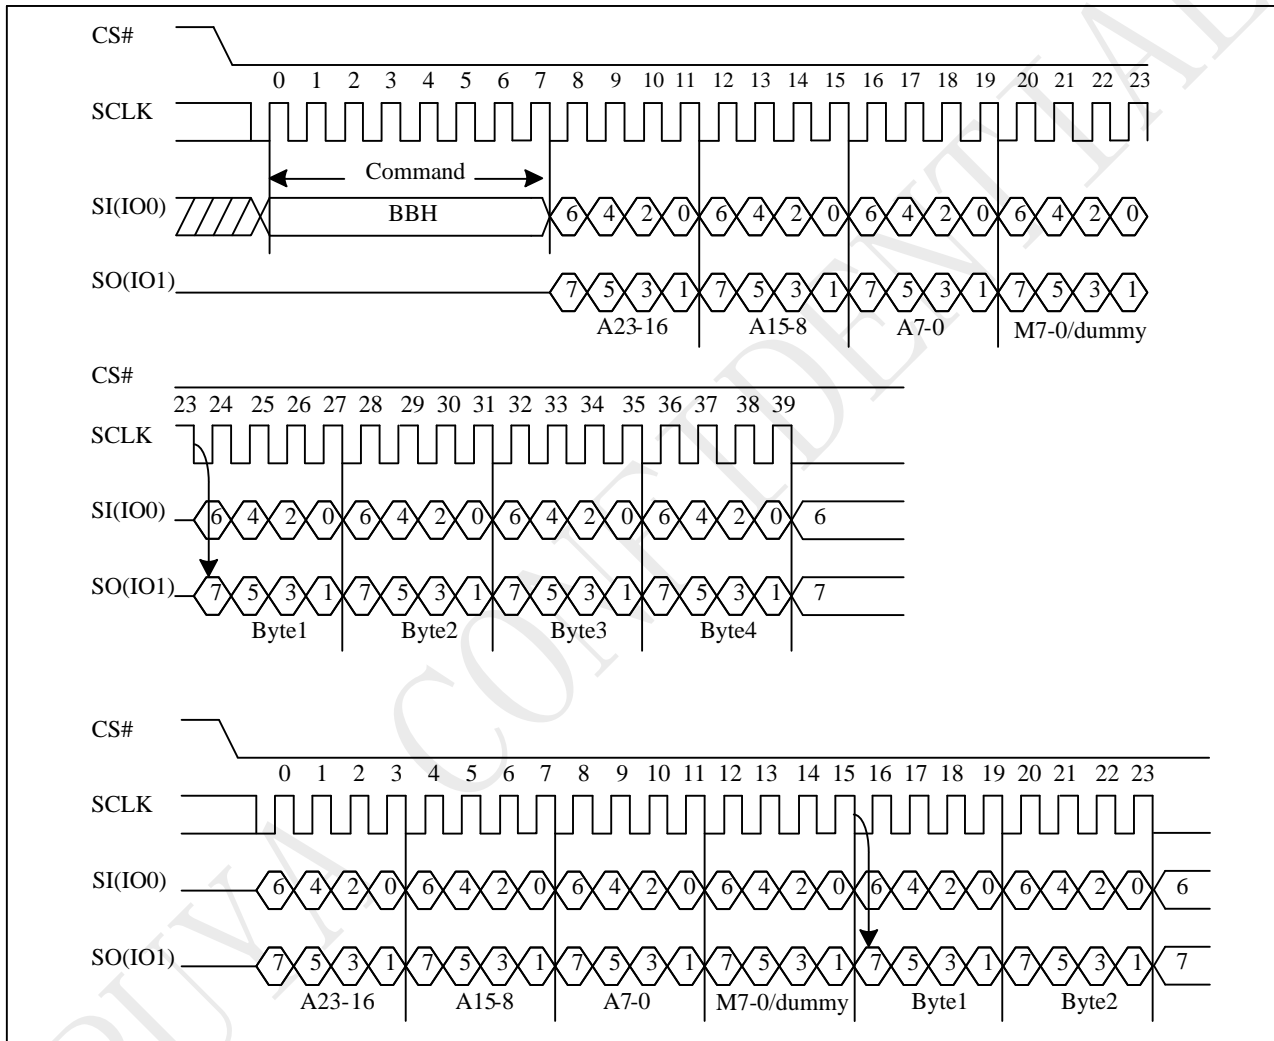 CS#
0 1 2 3 4 5 6 7 8 9 10 11 12 13 14 15 16 17 18 19 20 21 22 23
SCLK
Command
SI(IO0) BBH 6 4 2 0 6 4 2 0 6 4 2 0 6 4 2 0
SO(IO1) 7 5 3 1 7 5 3 1 7 5 3 1 7 5 3 1
A23-16 A15-8 A7-0 M7-0/dummy
CS#
23 24 25 26 27 28 29 30 31 32 33 34 35 36 37 38 39
SCLK
SI(IO0) 6 4 2 0 6 4 2 0 6 4 2 0 6 4 2 0 6
SO(IO1) 7 5 3 1 7 5 3 1 7 5 3 1 7 5 3 1 7
Byte1 Byte2 Byte3 Byte4
CS#
0 1 2 3 4 5 6 7 8 9 10 11 12 13 14 15 16 17 18 19 20 21 22 23
SCLK
SI(IO0) 6 4 2 0 6 4 2 0 6 4 2 0 6 4 2 0 6 4 2 0 6 4 2 0 6
SO(IO1) 7 5 3 1 7 5 3 1 7 5 3 1 7 5 3 1 7 5 3 1 7 5 3 1 7
A23-16 A15-8 A7-0 M7-0/dummy Byte1 Byte2
PUYA CONFIDENTIAL